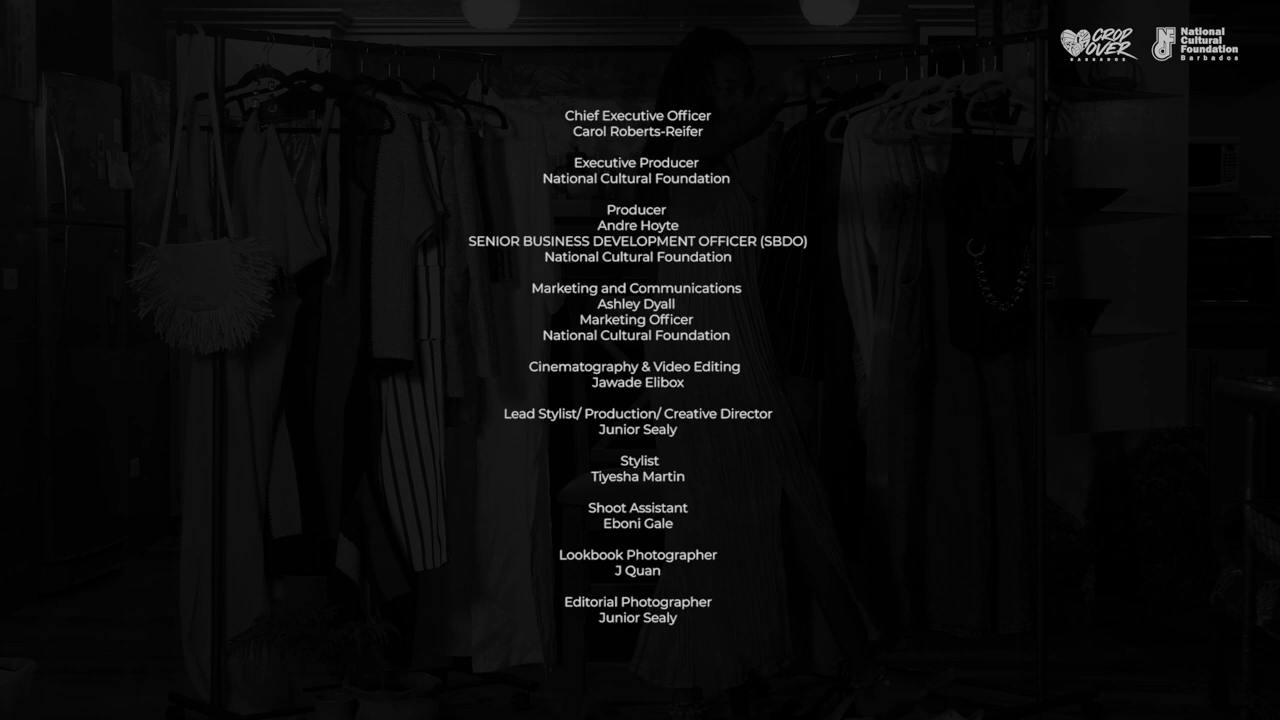 CROP
OVER
BARBADOS
National
Cultural
Foundation
Barbados
Chief Executive Officer
Carol Roberts-Reifer
Executive Producer
National Cultural Foundation
Producer
Andre Hoyte
SENIOR BUSINESS DEVELOPMENT OFFICER (SBDO)
National Cultural Foundation
Marketing and Communications
Ashley Dyall
Marketing Officer
National Cultural Foundation
Cinematography & Video Editing
Jawade Elibox
Lead Stylist/ Production/ Creative Director
Junior Sealy
Stylist
Tiyesha Martin
Shoot Assistant
Eboni Gale
Lookbook Photographer
J Quan
Editorial Photographer
Junior Sealy